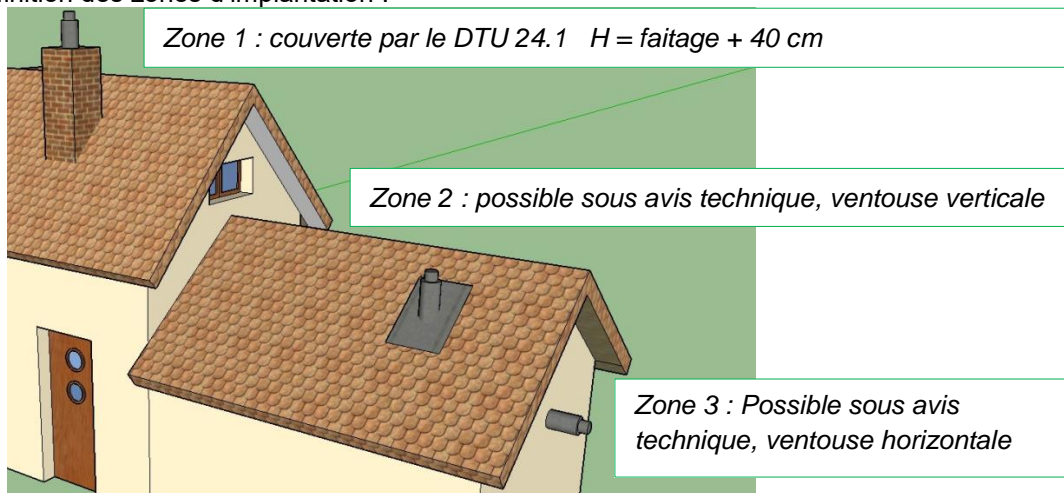 Zone 1 : couverte par le DTU 24.1 H = faitage + 40 cm
Zone 2 : possible sous avis technique, ventouse verticale
Zone 3 : Possible sous avis
technique, ventouse horizontale